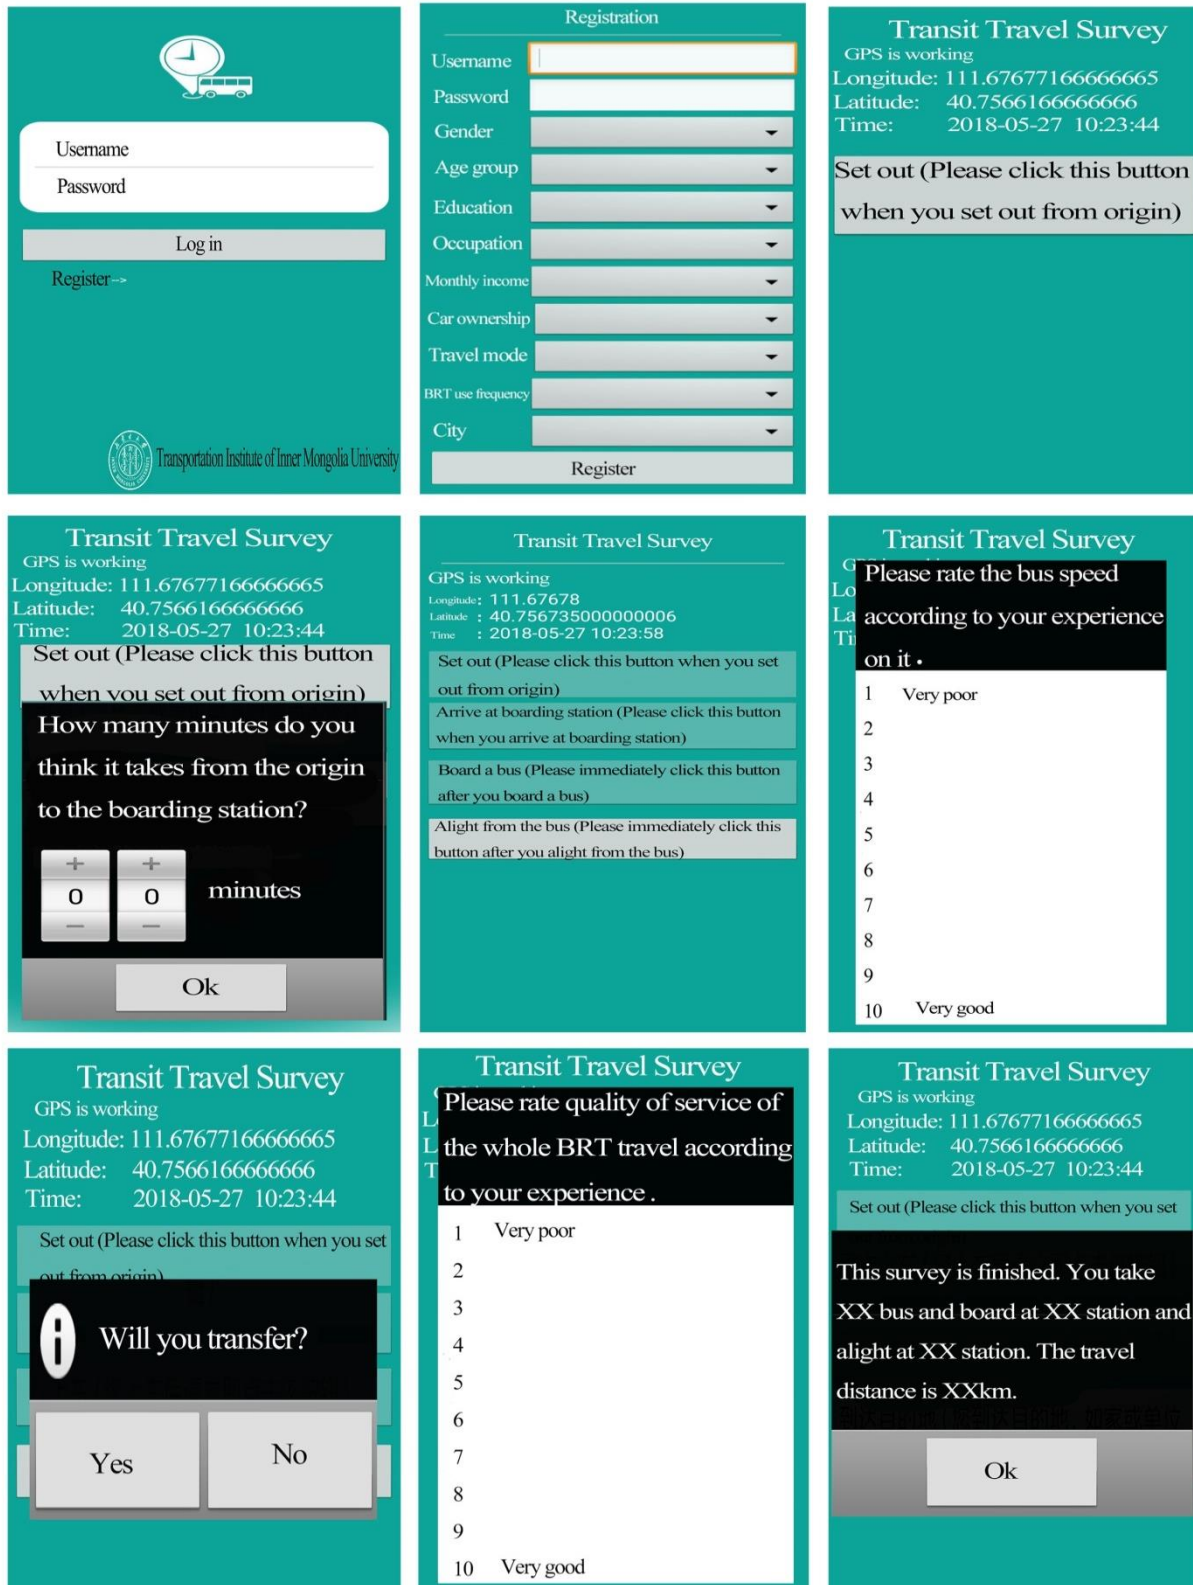 Username
Password
Log in
Register-->
Transportation Institute of Inner Mongolia University
Registration
Username
Password
Gender
Age group
Education
Occupation
Monthly income
Car ownership
Travel mode
BRT use frequency
City
Register
Transit Travel Survey
GPS is working
Longitude: 111.67677166666665
Latitude: 40.7566166666666
Time: 2018-05-27 10:23:44
Set out (Please click this button
when you set out from origin)
Transit Travel Survey
GPS is working
Longitude: 111.67677166666665
Latitude: 40.7566166666666
Time: 2018-05-27 10:23:44
Set out (Please click this button
when you set out from origin)
How many minutes do you
think it takes from the origin
to the boarding station?
+ +
0 0 minutes
— —
Ok
Transit Travel Survey
GPS is working
Longitude: 111.67678
Latitude : 40.756735000000006
Time : 2018-05-27 10:23:58
Set out (Please click this button when you set
out from origin)
Arrive at boarding station (Please click this button
when you arrive at boarding station)
Board a bus (Please immediately click this button
after you board a bus)
Alight from the bus (Please immediately click this
button after you alight from the bus)
Transit Travel Survey
Please rate the bus speed
according to your experience
on it .
1 Very poor
2
3
4
5
6
7
8
9
10 Very good
Transit Travel Survey
GPS is working
Longitude: 111.67677166666665
Latitude: 40.7566166666666
Time: 2018-05-27 10:23:44
Set out (Please click this button when you set
out from origin)
Will you transfer?
Yes No
Transit Travel Survey
Please rate quality of service of
the whole BRT travel according
to your experience .
1 Very poor
2
3
4
5
6
7
8
9
10 Very good
Transit Travel Survey
GPS is working
Longitude: 111.67677166666665
Latitude: 40.7566166666666
Time: 2018-05-27 10:23:44
Set out (Please click this button when you set
This survey is finished. You take
XX bus and board at XX station and
alight at XX station. The travel
distance is XXkm.
Ok